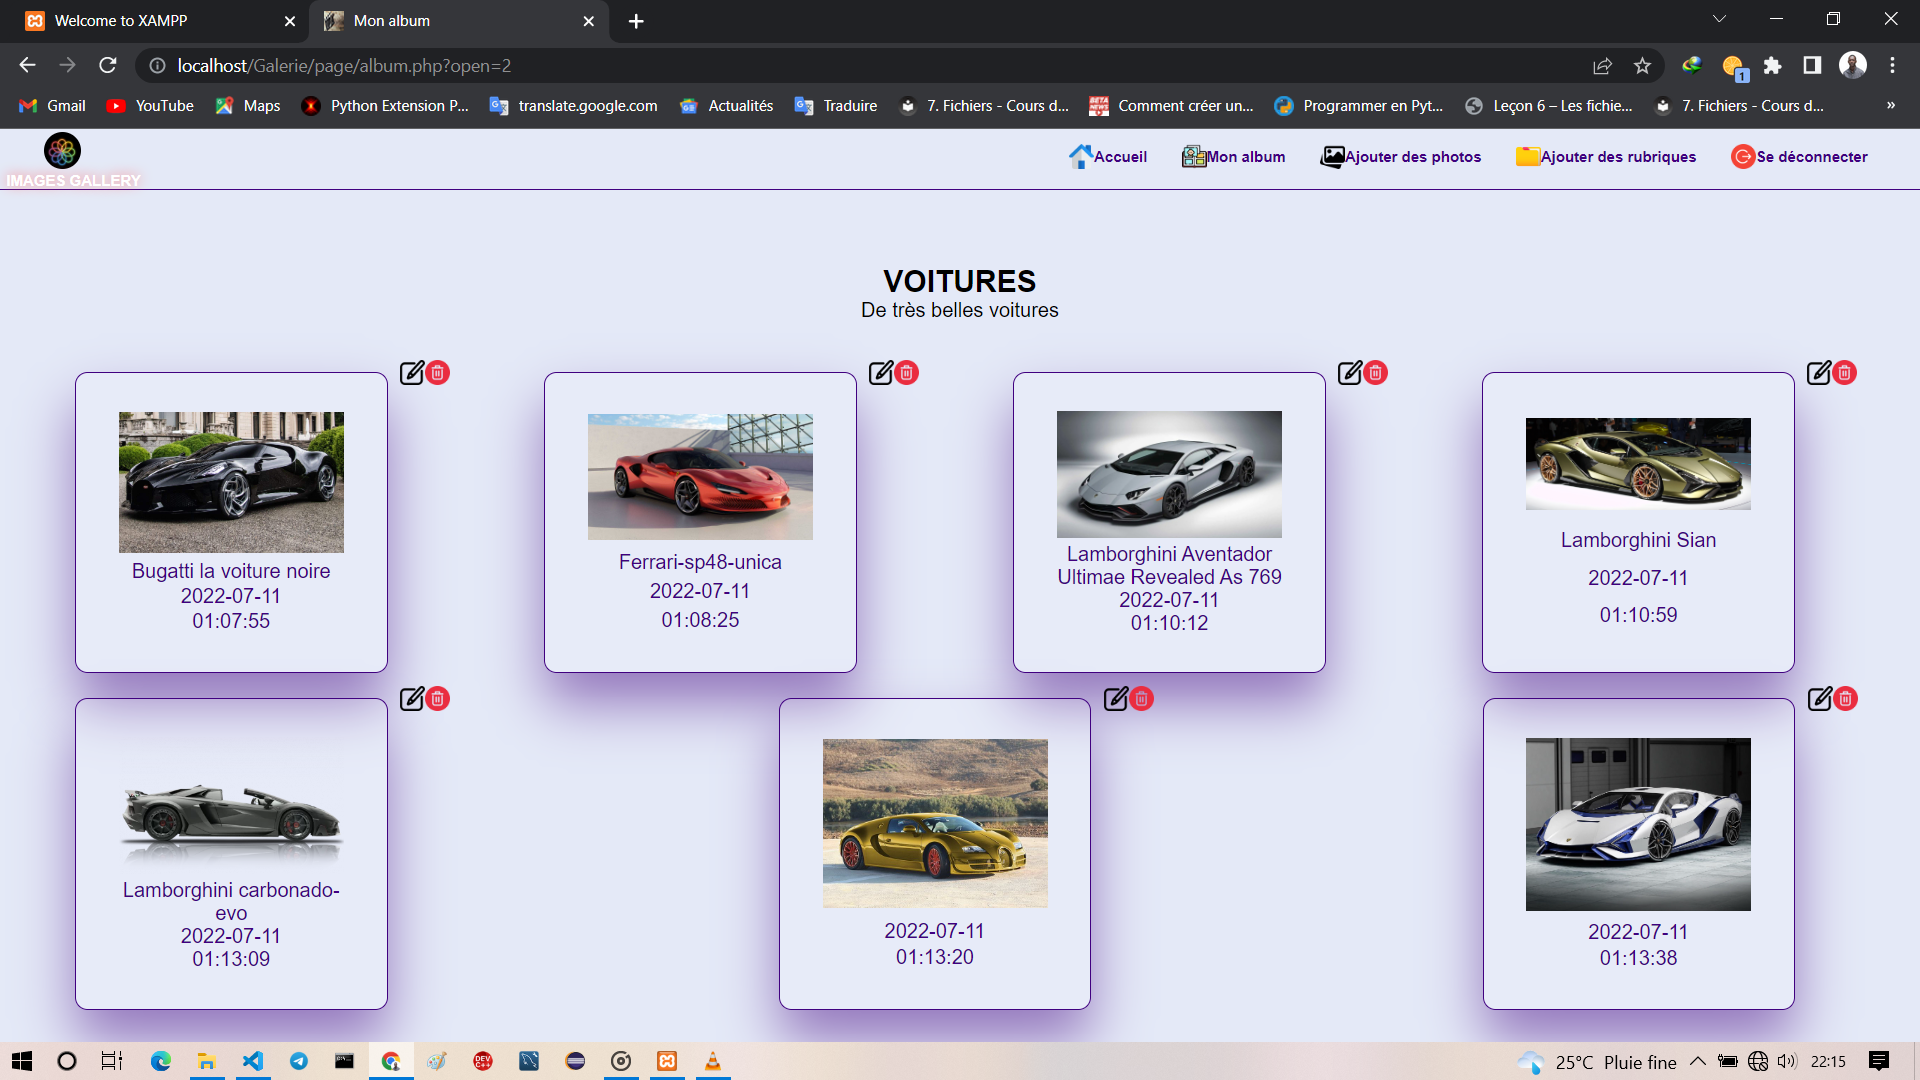 Welcome to XAMPP
Mon album
localhost/Galerie/page/album.php?open=2
1
Gmail
YouTube
Maps
Python Extension P...
translate.google.com
Actualités
Traduire
7. Fichiers - Cours d...
BETA NEWS
Comment créer un...
Programmer en Pyt...
Leçon 6 – Les fichie...
7. Fichiers - Cours d...
»
IMAGES GALLERY
Accueil
Mon album
Ajouter des photos
Ajouter des rubriques
Se déconnecter
VOITURES
De très belles voitures
Bugatti la voiture noire
2022-07-11
01:07:55
Ferrari-sp48-unica
2022-07-11
01:08:25
Lamborghini Aventador
Ultimae Revealed As 769
2022-07-11
01:10:12
Lamborghini Sian
2022-07-11
01:10:59
Lamborghini carbonado-
evo
2022-07-11
01:13:09
2022-07-11
01:13:20
2022-07-11
01:13:38
DEV C++
25°C Pluie fine
22:15